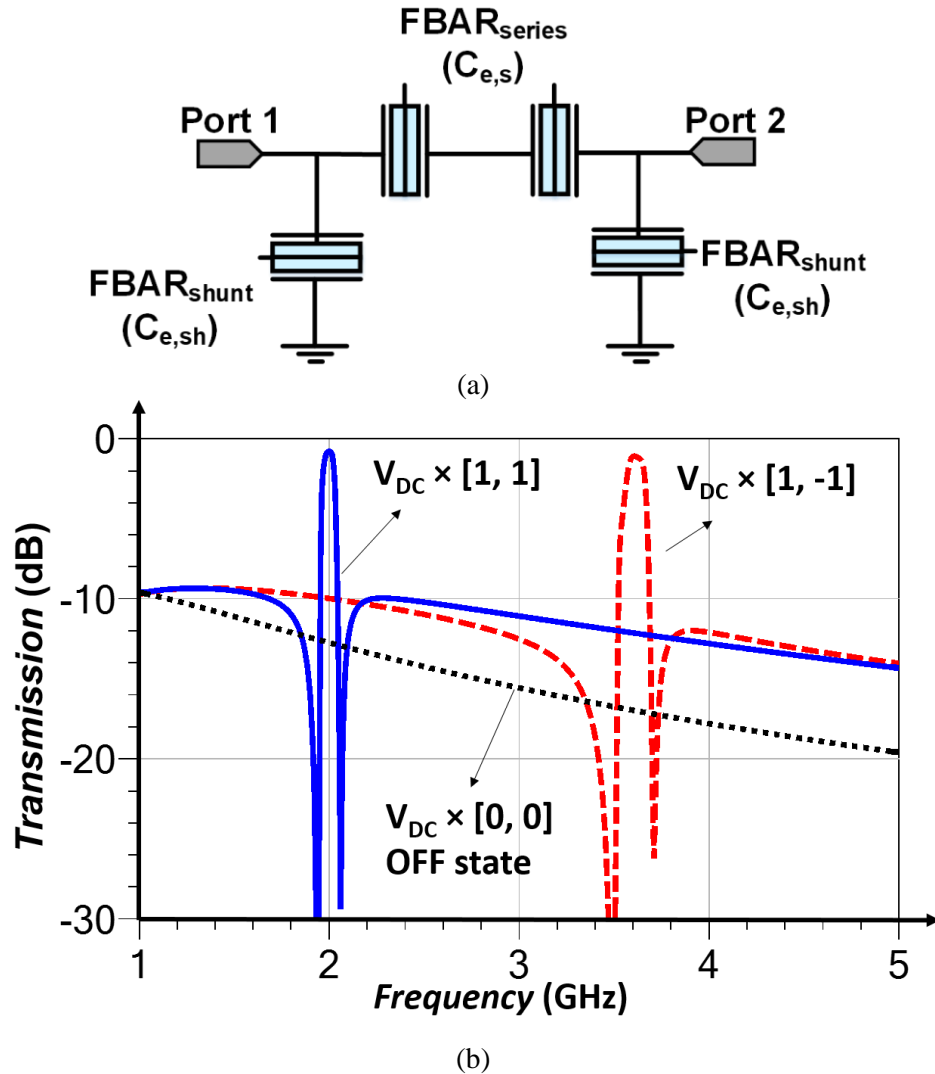 FBARseries
(Ce,s)
Port 1
Port 2
FBARshunt
(Ce,sh)
FBARshunt
(Ce,sh)
(a)
0
-10
-20
-30
Transmission (dB)
VDC × [1, 1]
VDC × [1, -1]
VDC × [0, 0]
OFF state
1
2
3
4
5
Frequency (GHz)
(b)